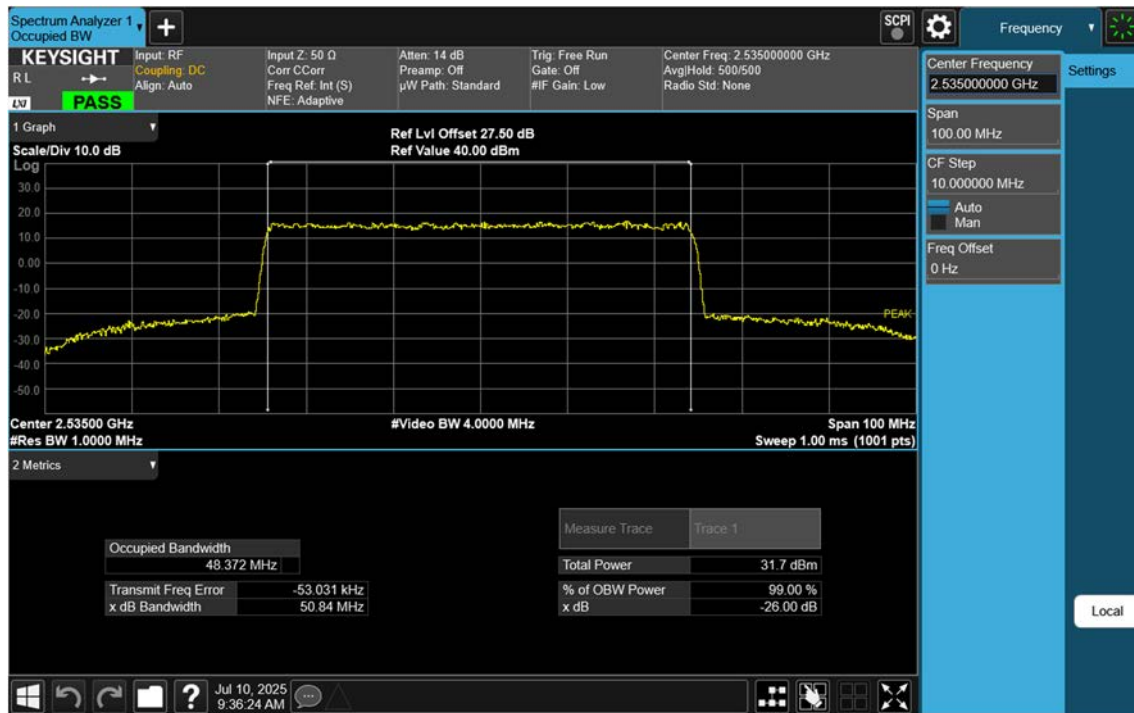 Spectrum Analyzer 1
Occupied BW
SCPI
Frequency
KEYSIGHT
R L
LXI
PASS
Input: RF
Coupling: DC
Align: Auto
Input Z: 50 Ω
Corr CCorr
Freq Ref: Int (S)
NFE: Adaptive
Atten: 14 dB
Preamp: Off
µW Path: Standard
Trig: Free Run
Gate: Off
#IF Gain: Low
Center Freq: 2.535000000 GHz
Avg|Hold: 500/500
Radio Std: None
Center Frequency
2.535000000 GHz
Settings
Span
100.00 MHz
CF Step
10.000000 MHz
Auto
Man
Freq Offset
0 Hz
Local
1 Graph
Scale/Div 10.0 dB
Ref Lvl Offset 27.50 dB
Ref Value 40.00 dBm
Log
30.0
20.0
10.0
0.00
-10.0
-20.0
-30.0
-40.0
-50.0
PEAK
Center 2.53500 GHz
#Video BW 4.0000 MHz
Span 100 MHz
#Res BW 1.0000 MHz
Sweep 1.00 ms (1001 pts)
2 Metrics
Measure Trace Trace 1
Occupied Bandwidth
48.372 MHz
Total Power 31.7 dBm
Transmit Freq Error -53.031 kHz
% of OBW Power 99.00 %
x dB Bandwidth 50.84 MHz
x dB -26.00 dB
?
Jul 10, 2025
9:36:24 AM